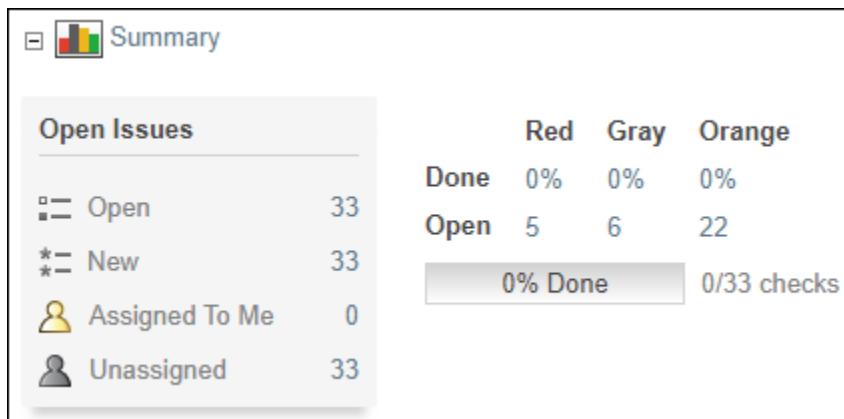 Summary
Open Issues
Open 33
New 33
Assigned To Me 0
Unassigned 33
Red Gray Orange
Done 0% 0% 0%
Open 5 6 22
0% Done 0/33 checks